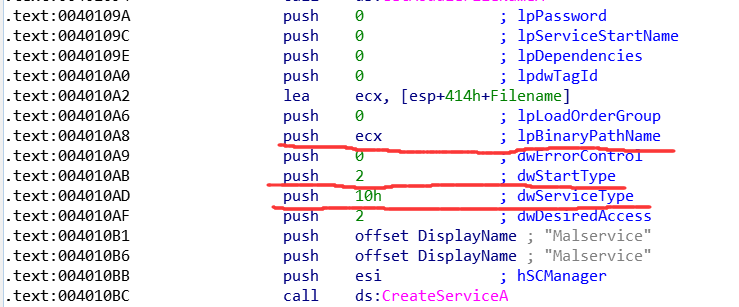 .text:0040109A push 0 ; lpPassword
.text:0040109C push 0 ; lpServiceStartName
.text:0040109E push 0 ; lpDependencies
.text:004010A0 push 0 ; lpdwTagId
.text:004010A2 lea ecx, [esp+414h+Filename]
.text:004010A6 push 0 ; lpLoadOrderGroup
.text:004010A8 push ecx ; lpBinaryPathName
.text:004010A9 push 0 ; dwErrorControl
.text:004010AB push 2 ; dwStartType
.text:004010AD push 10h ; dwServiceType
.text:004010AF push 2 ; dwDesiredAccess
.text:004010B1 push offset DisplayName ; "Malservice"
.text:004010B6 push offset DisplayName ; "Malservice"
.text:004010BB push esi ; hSCManager
.text:004010BC call ds:CreateServiceA